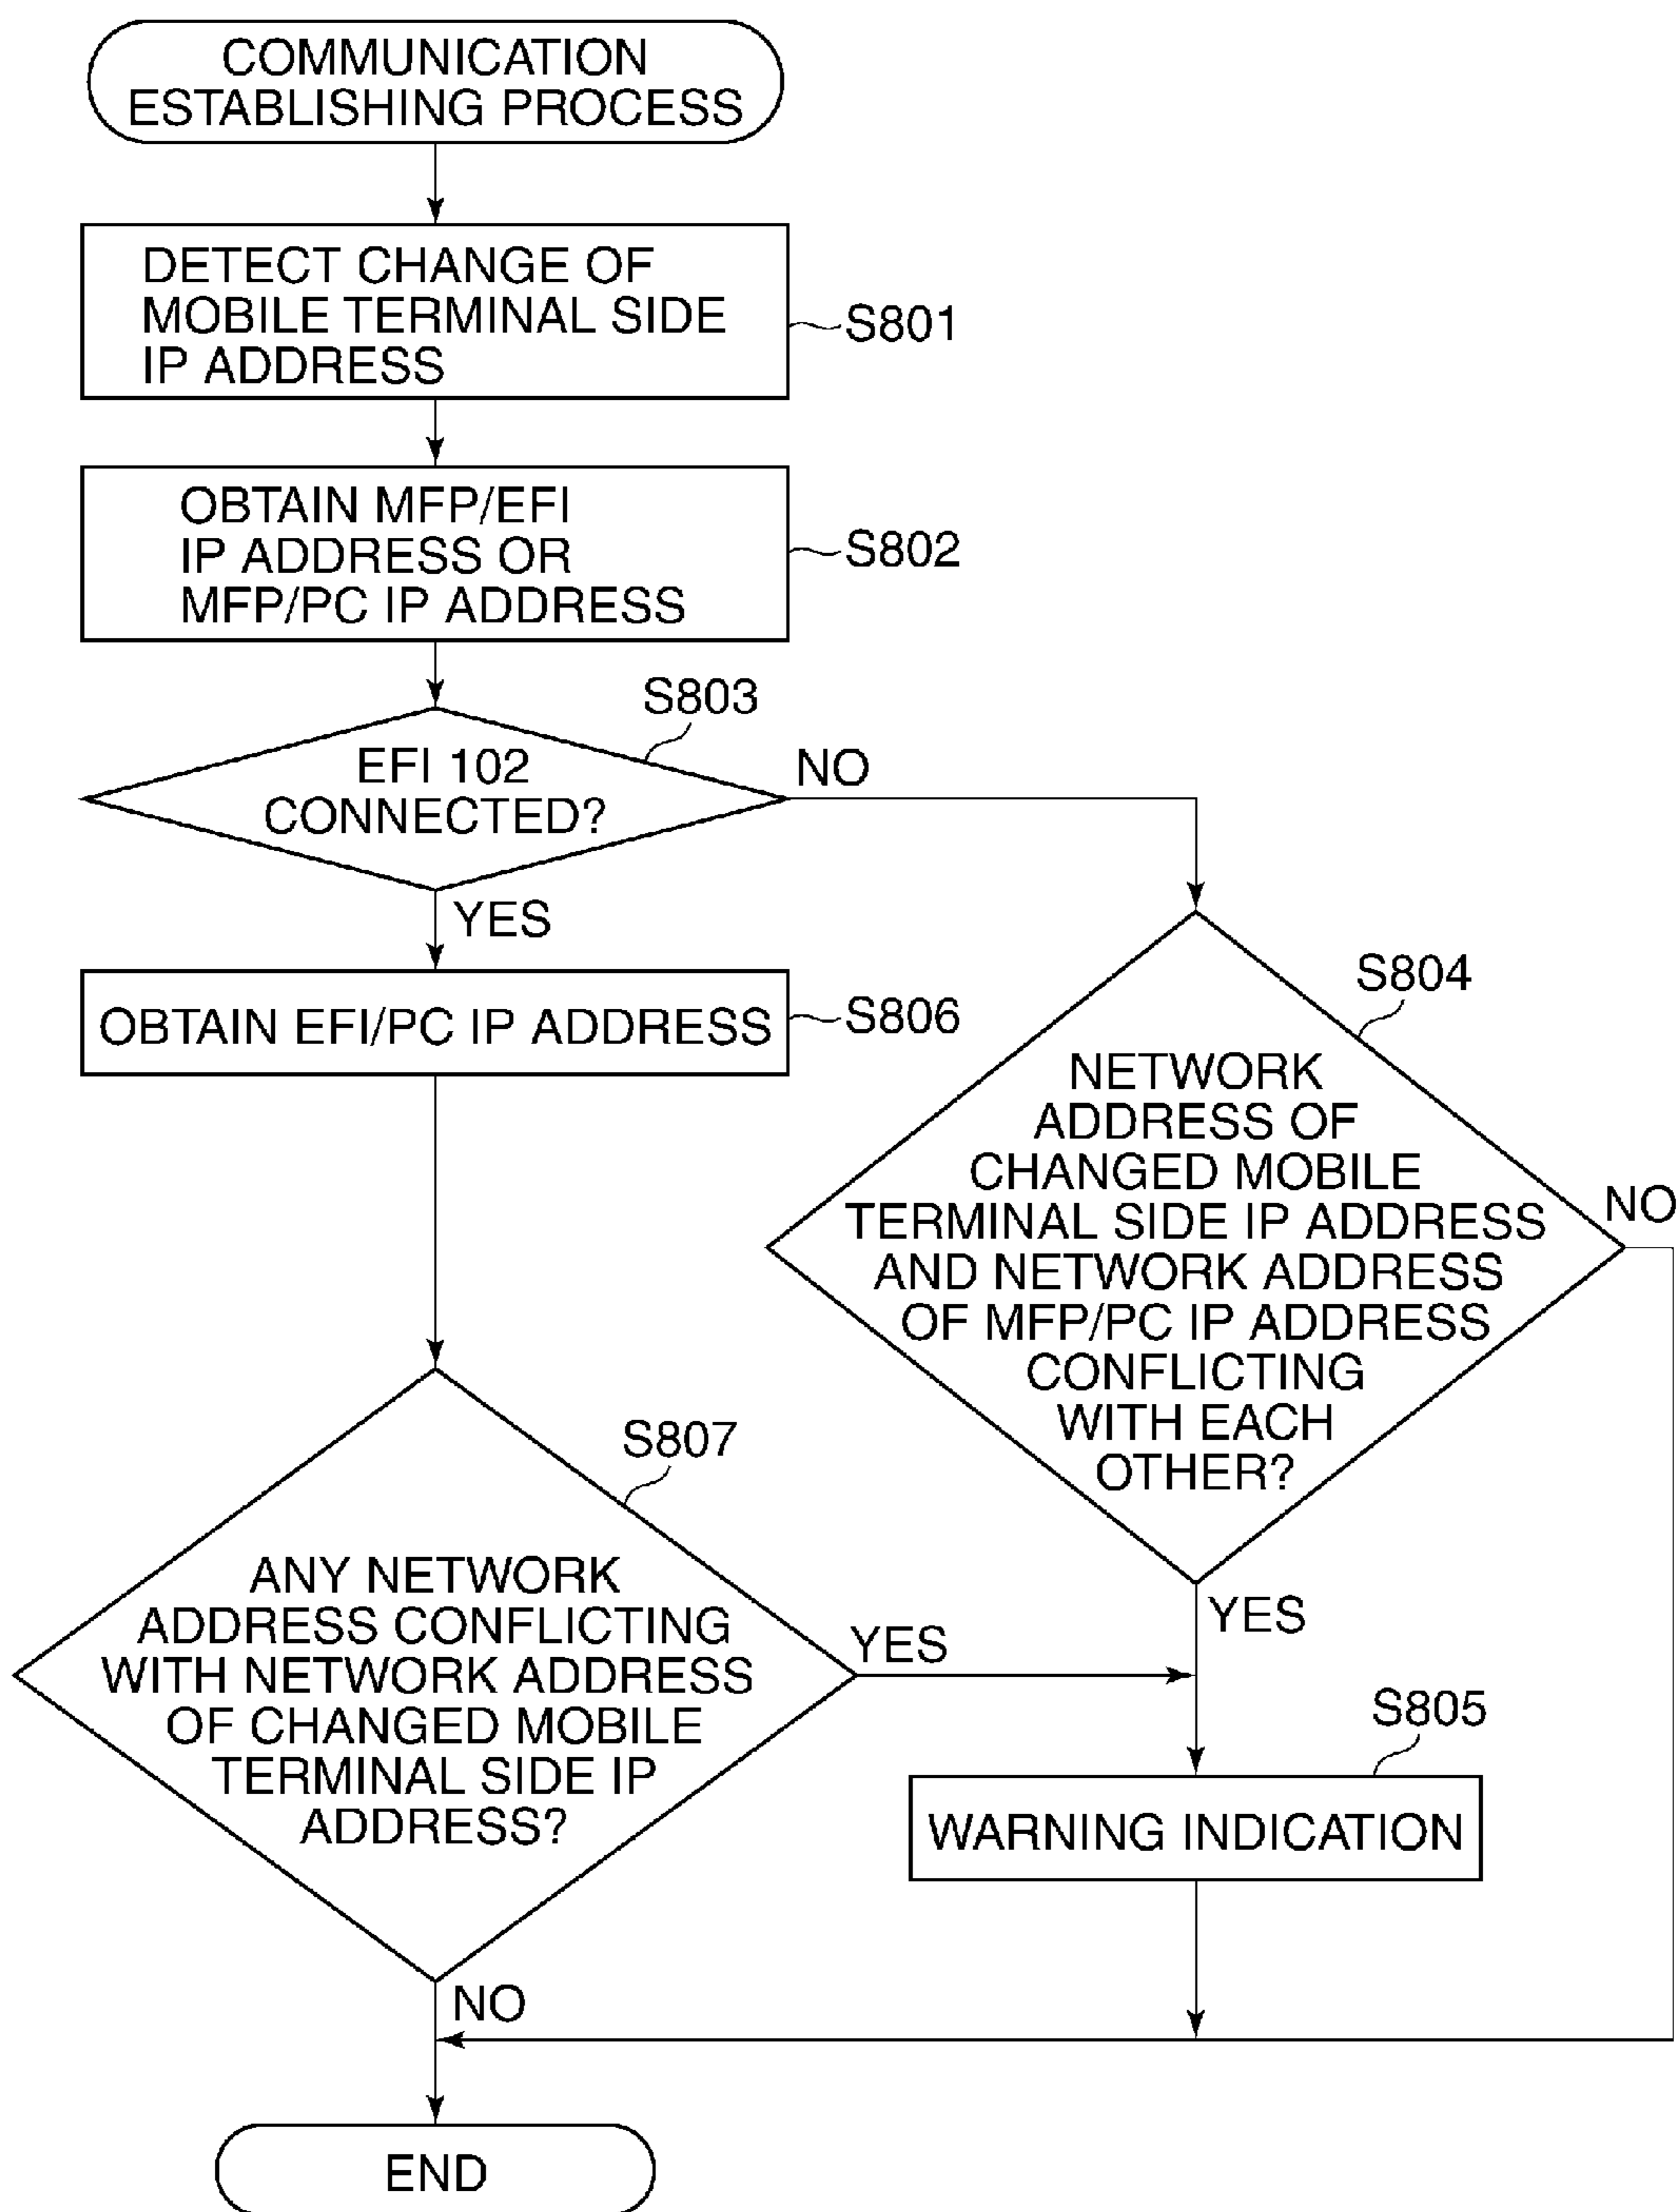 COMMUNICATION
ESTABLISHING PROCESS
DETECT CHANGE OF
MOBILE TERMINAL SIDE
IP ADDRESS
S801
OBTAIN MFP/EFI
IP ADDRESS OR
MFP/PC IP ADDRESS
S802
S803
EFI 102
CONNECTED?
NO
YES
OBTAIN EFI/PC IP ADDRESS
S806
S804
NETWORK
ADDRESS OF
CHANGED MOBILE
TERMINAL SIDE IP ADDRESS
AND NETWORK ADDRESS
OF MFP/PC IP ADDRESS
CONFLICTING
WITH EACH
OTHER?
NO
YES
S807
ANY NETWORK
ADDRESS CONFLICTING
WITH NETWORK ADDRESS
OF CHANGED MOBILE
TERMINAL SIDE IP
ADDRESS?
YES
S805
WARNING INDICATION
NO
END